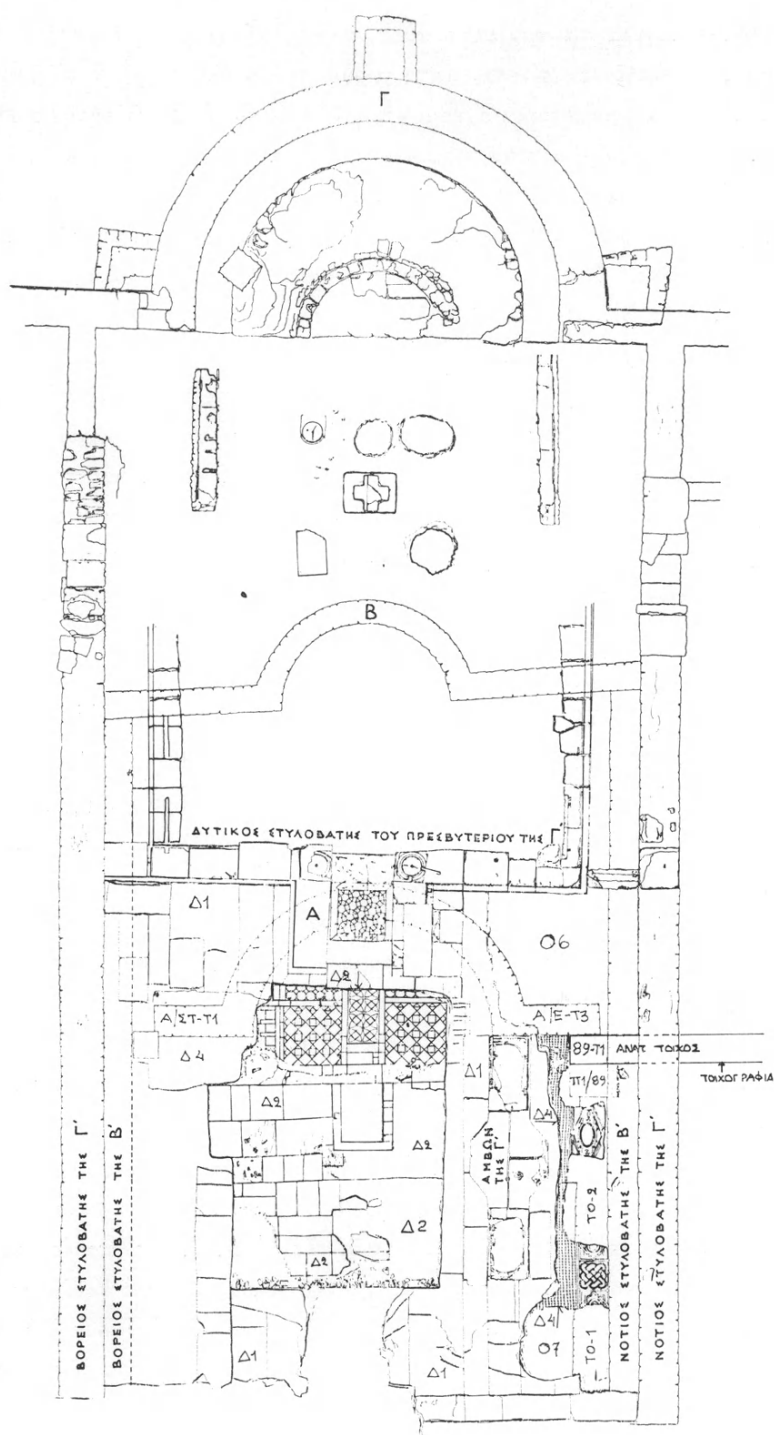 Γ
Β
ΔΥΤΙΚΟΣ ΣΤΥΛΟΒΑΤΗΣ ΤΟΥ ΠΡΕΣΒΥΤΕΡΙΟΥ ΤΗΣ Γ
Δ1
Α
Δ2
Ο6
Α/ΣΤ-Τ1
Α/Ε-Τ3
Δ4
Δ1
89-Τ1 ΑΝΑΤ ΤΟΙΧΟΣ
Π1/89
ΤΟΙΧΟΓΡΑΦΙΑ
Δ2
Δ4
Δ2
ΑΜΒΩΝ
ΤΗΣ Γ'
ΤΟ-2
Δ2
Δ2
Δ4
Ο7
ΤΟ-1
Δ1
Δ1
ΒΟΡΕΙΟΣ ΣΤΥΛΟΒΑΤΗΣ ΤΗΣ Γ'
ΒΟΡΕΙΟΣ ΣΤΥΛΟΒΑΤΗΣ ΤΗΣ Β'
ΝΟΤΙΟΣ ΣΤΥΛΟΒΑΤΗΣ ΤΗΣ Β'
ΝΟΤΙΟΣ ΣΤΥΛΟΒΑΤΗΣ ΤΗΣ Γ'